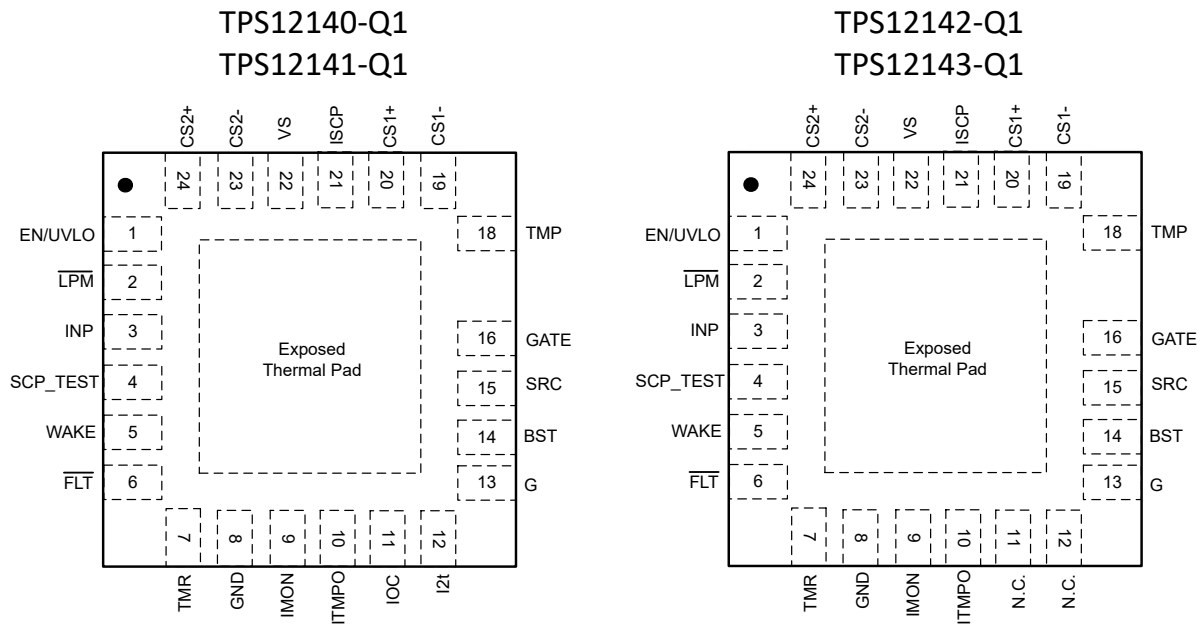 TPS12140-Q1
TPS12141-Q1
CS2+
CS2-
VS
ISCP
CS1+
CS1-
24
23
22
21
20
19
EN/UVLO
1
18
TMP
LPM
2
INP
3
16
GATE
SCP_TEST
4
15
SRC
WAKE
5
14
BST
FLT
6
13
G
Exposed
Thermal Pad
7
8
9
10
11
12
TMR
GND
IMON
ITMPO
IOC
I2t
TPS12142-Q1
TPS12143-Q1
CS2+
CS2-
VS
ISCP
CS1+
CS1-
24
23
22
21
20
19
EN/UVLO
1
18
TMP
LPM
2
INP
3
16
GATE
SCP_TEST
4
15
SRC
WAKE
5
14
BST
FLT
6
13
G
Exposed
Thermal Pad
7
8
9
10
11
12
TMR
GND
IMON
ITMPO
N.C.
N.C.